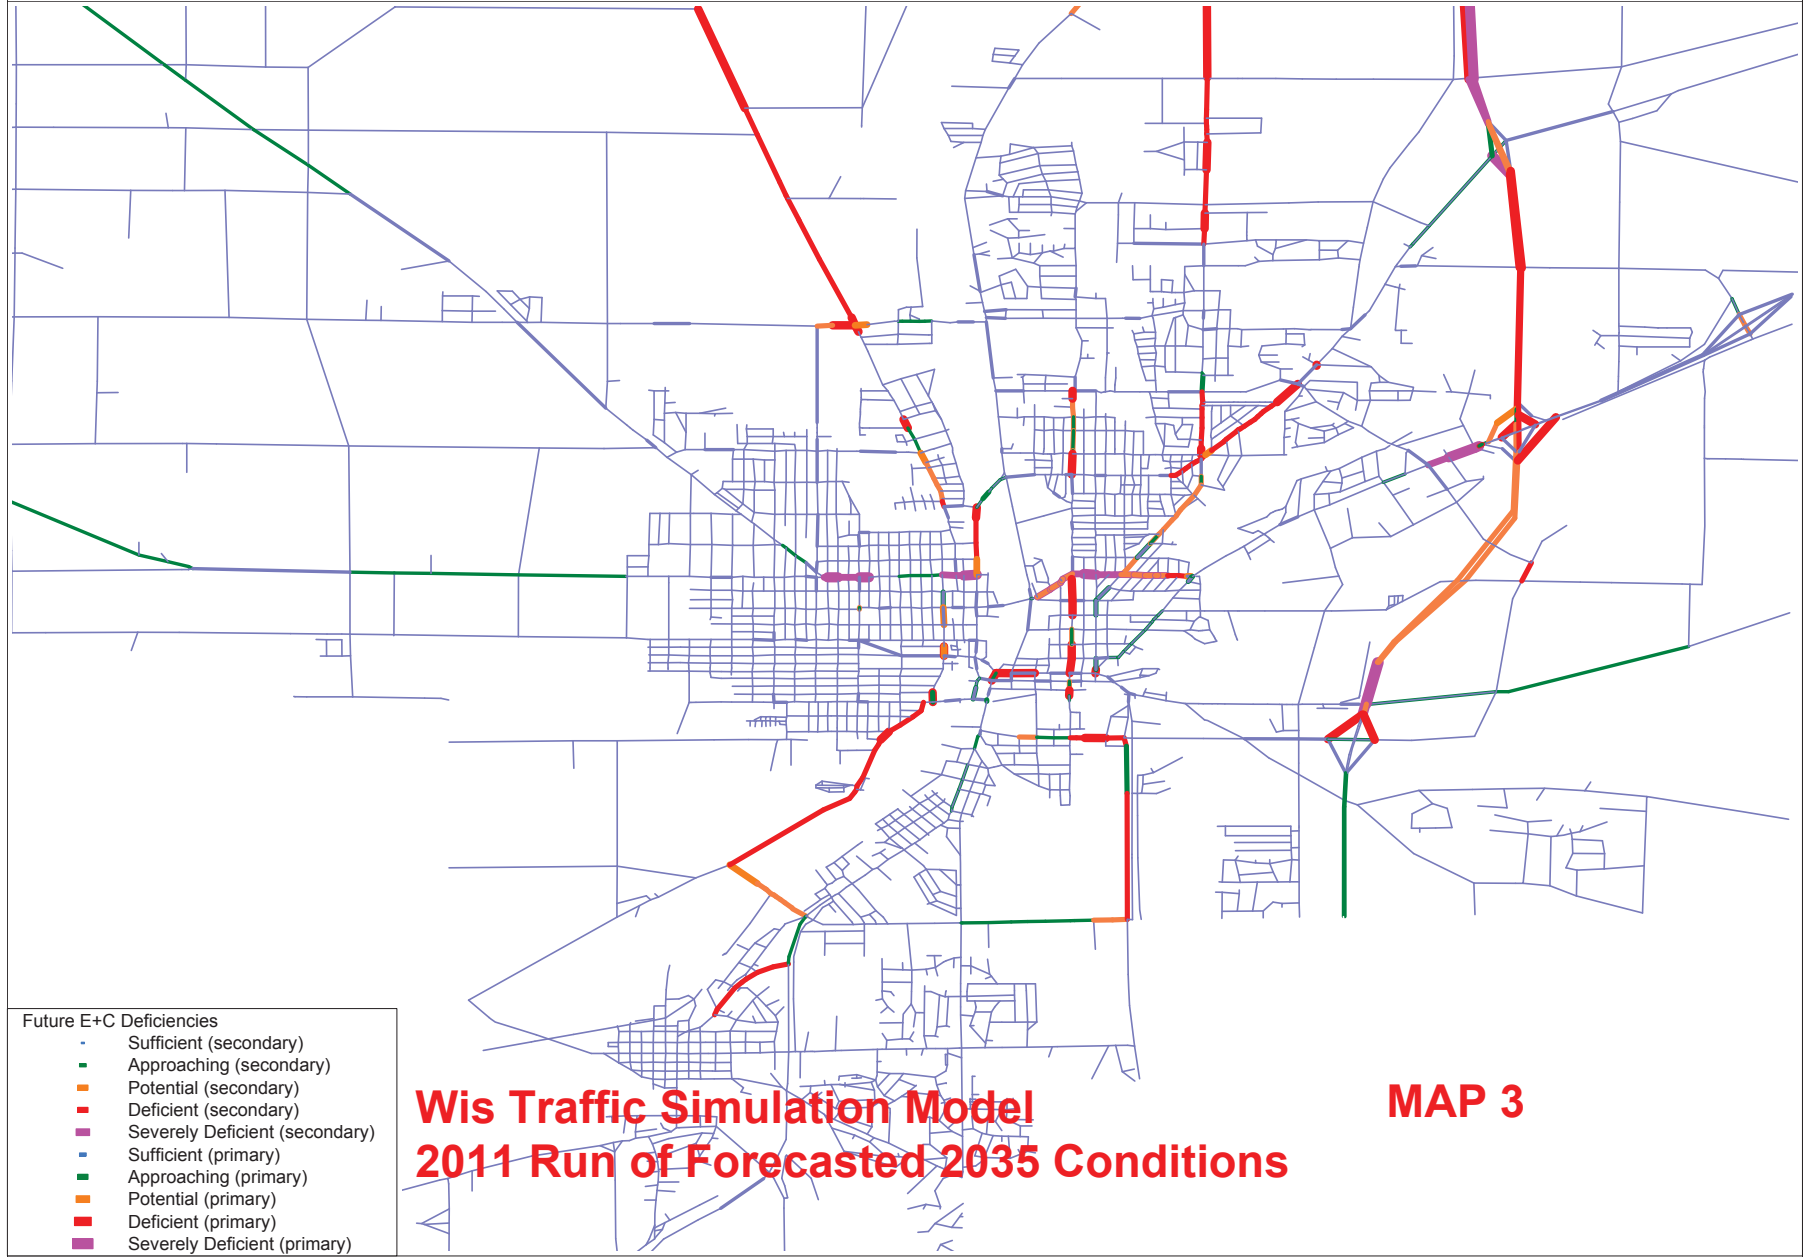 Future E+C Deficiencies
Sufficient (secondary)
Approaching (secondary)
Potential (secondary)
Deficient (secondary)
Severely Deficient (secondary)
Sufficient (primary)
Approaching (primary)
Potential (primary)
Deficient (primary)
Severely Deficient (primary)
Wis Traffic Simulation Model
2011 Run of Forecasted 2035 Conditions
MAP 3